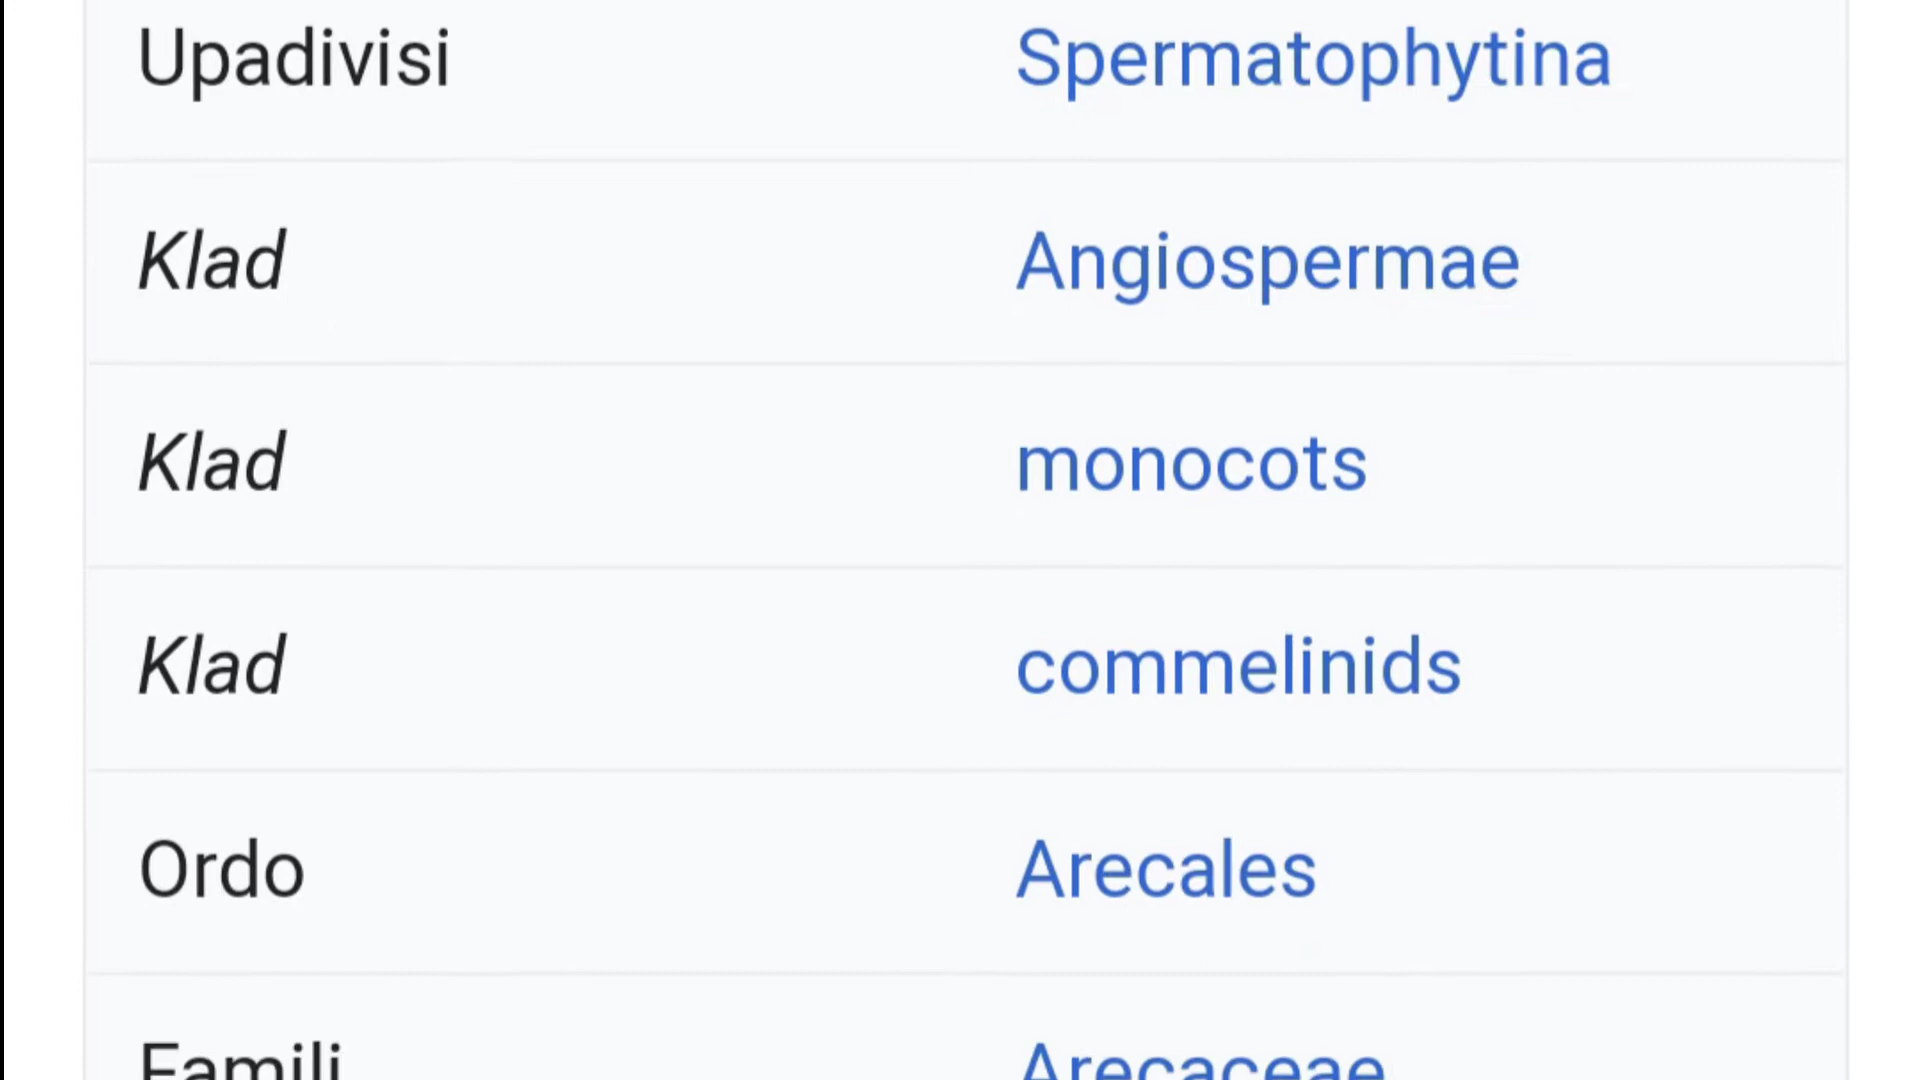 Upadivisi Spermatophytina
Klad Angiospermae
Klad monocots
Klad commelinids
Ordo Arecales
Famili Arecaceae